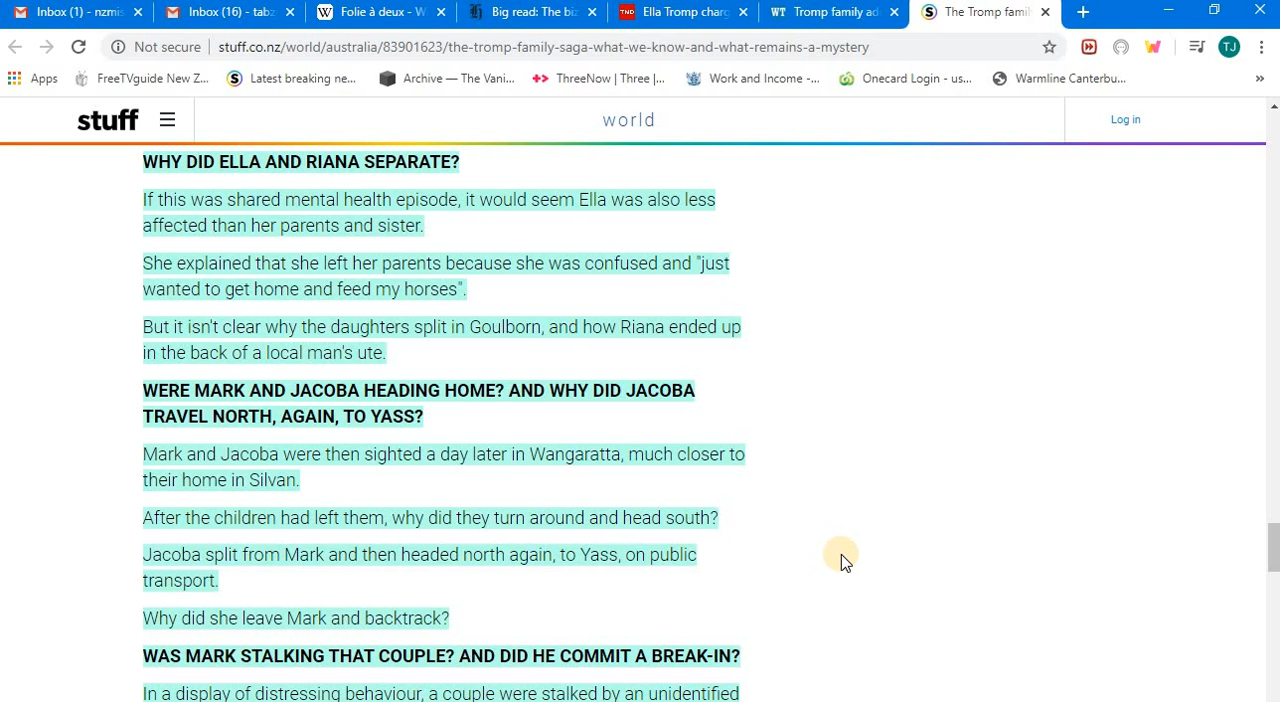 Inbox (1) - nzmis
Inbox (16) - tabz
Folie à deux - W
Big read: The biz
Ella Tromp charg
Tromp family ad
The Tromp famil
Not secure
stuff.co.nz/world/australia/83901623/the-tromp-family-saga-what-we-know-and-what-remains-a-mystery
TJ
Apps
FreeTVguide New Z...
Latest breaking ne...
Archive — The Vani...
ThreeNow | Three |...
Work and Income -...
Onecard Login - us...
Warmline Canterbu...
»
stuff
world
Log in
WHY DID ELLA AND RIANA SEPARATE?
If this was shared mental health episode, it would seem Ella was also less
affected than her parents and sister.
She explained that she left her parents because she was confused and "just
wanted to get home and feed my horses".
But it isn't clear why the daughters split in Goulborn, and how Riana ended up
in the back of a local man's ute.
WERE MARK AND JACOBA HEADING HOME? AND WHY DID JACOBA
TRAVEL NORTH, AGAIN, TO YASS?
Mark and Jacoba were then sighted a day later in Wangaratta, much closer to
their home in Silvan.
After the children had left them, why did they turn around and head south?
Jacoba split from Mark and then headed north again, to Yass, on public
transport.
Why did she leave Mark and backtrack?
WAS MARK STALKING THAT COUPLE? AND DID HE COMMIT A BREAK-IN?
In a display of distressing behaviour, a couple were stalked by an unidentified